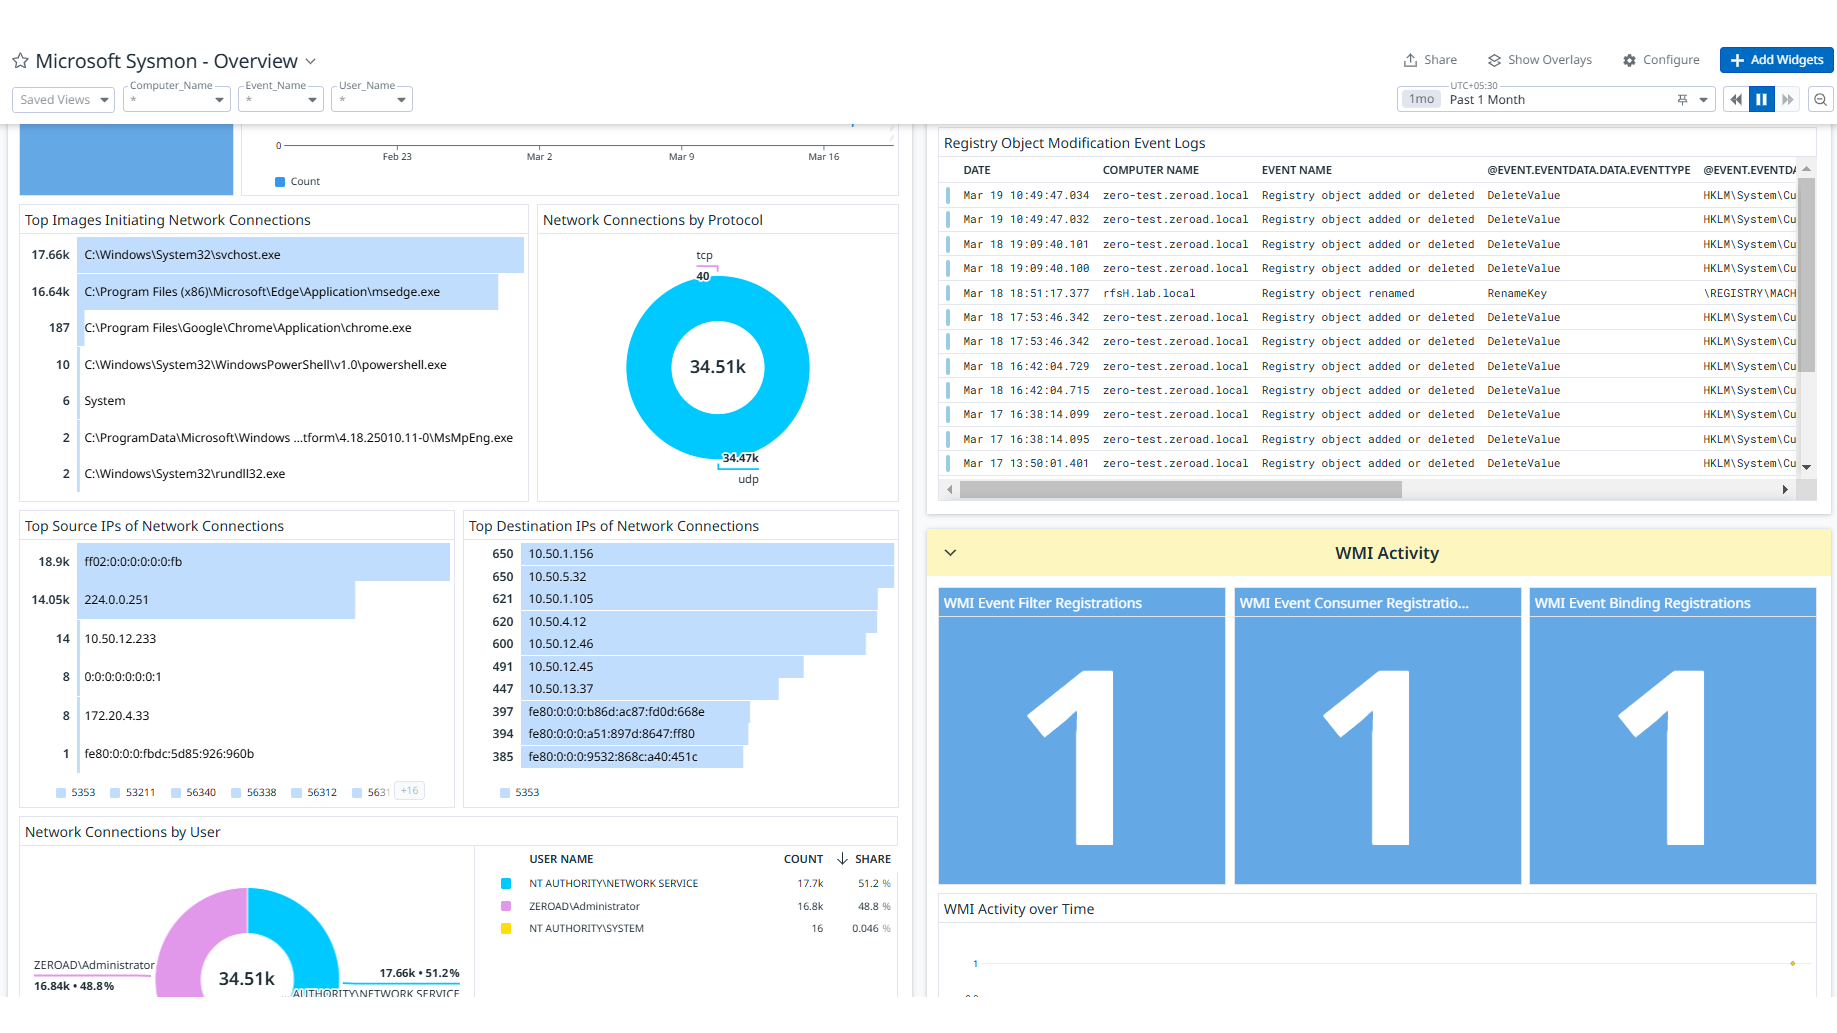 Microsoft Sysmon - Overview
Share
Show Overlays
Configure
Add Widgets
Saved Views
Computer_Name
*
Event_Name
*
User_Name
*
UTC+05:30
1mo Past 1 Month
0
Feb 23
Mar 2
Mar 9
Mar 16
Count
Top Images Initiating Network Connections
17.66k C:\Windows\System32\svchost.exe
16.64k C:\Program Files (x86)\Microsoft\Edge\Application\msedge.exe
187 C:\Program Files\Google\Chrome\Application\chrome.exe
10 C:\Windows\System32\WindowsPowerShell\v1.0\powershell.exe
6 System
2 C:\ProgramData\Microsoft\Windows ...tform\4.18.25010.11-0\MsMpEng.exe
2 C:\Windows\System32\rundll32.exe
Network Connections by Protocol
tcp
40
34.51k
34.47k
udp
Top Source IPs of Network Connections
18.9k ff02:0:0:0:0:0:0:fb
14.05k 224.0.0.251
14 10.50.12.233
8 0:0:0:0:0:0:0:1
8 172.20.4.33
1 fe80:0:0:0:fbdc:5d85:926:960b
5353 53211 56340 56338 56312 5631 +16
Top Destination IPs of Network Connections
650 10.50.1.156
650 10.50.5.32
621 10.50.1.105
620 10.50.4.12
600 10.50.12.46
491 10.50.12.45
447 10.50.13.37
397 fe80:0:0:0:b86d:ac87:fd0d:668e
394 fe80:0:0:0:a51:897d:8647:ff80
385 fe80:0:0:0:9532:868c:a40:451c
5353
Network Connections by User
ZEROAD\Administrator
16.84k • 48.8%
34.51k
17.66k • 51.2%
AUTHORITY\NETWORK SERVICE
USER NAME COUNT SHARE
NT AUTHORITY\NETWORK SERVICE 17.7k 51.2 %
ZEROAD\Administrator 16.8k 48.8 %
NT AUTHORITY\SYSTEM 16 0.046 %
Registry Object Modification Event Logs
DATE COMPUTER NAME EVENT NAME @EVENT.EVENTDATA.DATA.EVENTTYPE @EVENT.EVENTDA
Mar 19 10:49:47.034 zero-test.zeroad.local Registry object added or deleted DeleteValue HKLM\System\Cu
Mar 19 10:49:47.032 zero-test.zeroad.local Registry object added or deleted DeleteValue HKLM\System\Cu
Mar 18 19:09:40.101 zero-test.zeroad.local Registry object added or deleted DeleteValue HKLM\System\Cu
Mar 18 19:09:40.100 zero-test.zeroad.local Registry object added or deleted DeleteValue HKLM\System\Cu
Mar 18 18:51:17.377 rfsH.lab.local Registry object renamed RenameKey \REGISTRY\MACH
Mar 18 17:53:46.342 zero-test.zeroad.local Registry object added or deleted DeleteValue HKLM\System\Cu
Mar 18 17:53:46.342 zero-test.zeroad.local Registry object added or deleted DeleteValue HKLM\System\Cu
Mar 18 16:42:04.729 zero-test.zeroad.local Registry object added or deleted DeleteValue HKLM\System\Cu
Mar 18 16:42:04.715 zero-test.zeroad.local Registry object added or deleted DeleteValue HKLM\System\Cu
Mar 17 16:38:14.099 zero-test.zeroad.local Registry object added or deleted DeleteValue HKLM\System\Cu
Mar 17 16:38:14.095 zero-test.zeroad.local Registry object added or deleted DeleteValue HKLM\System\Cu
Mar 17 13:50:01.401 zero-test.zeroad.local Registry object added or deleted DeleteValue HKLM\System\Cu
WMI Activity
WMI Event Filter Registrations
1
WMI Event Consumer Registratio...
1
WMI Event Binding Registrations
1
WMI Activity over Time
1